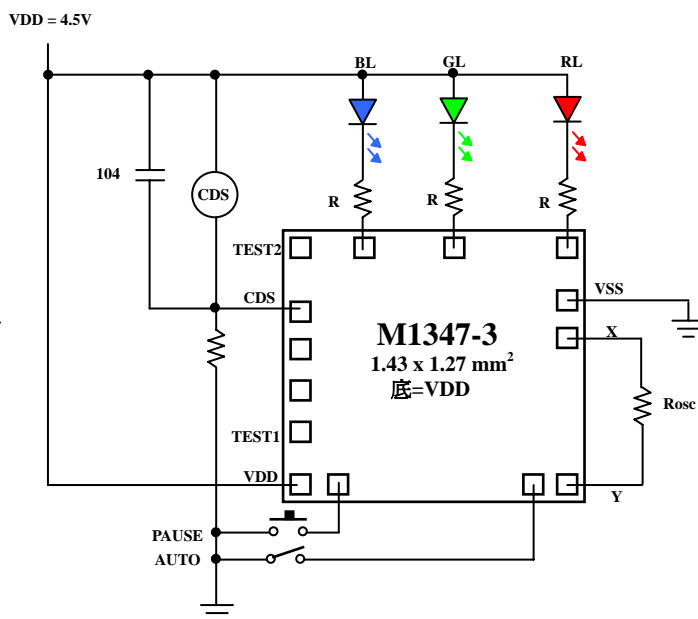 VDD = 4.5V
BL
GL
RL
104
CDS
R
R
R
TEST2
CDS
VSS
M1347-3
X
1.43 x 1.27 mm²
底=VDD
Rosc
TEST1
VDD
Y
PAUSE
AUTO